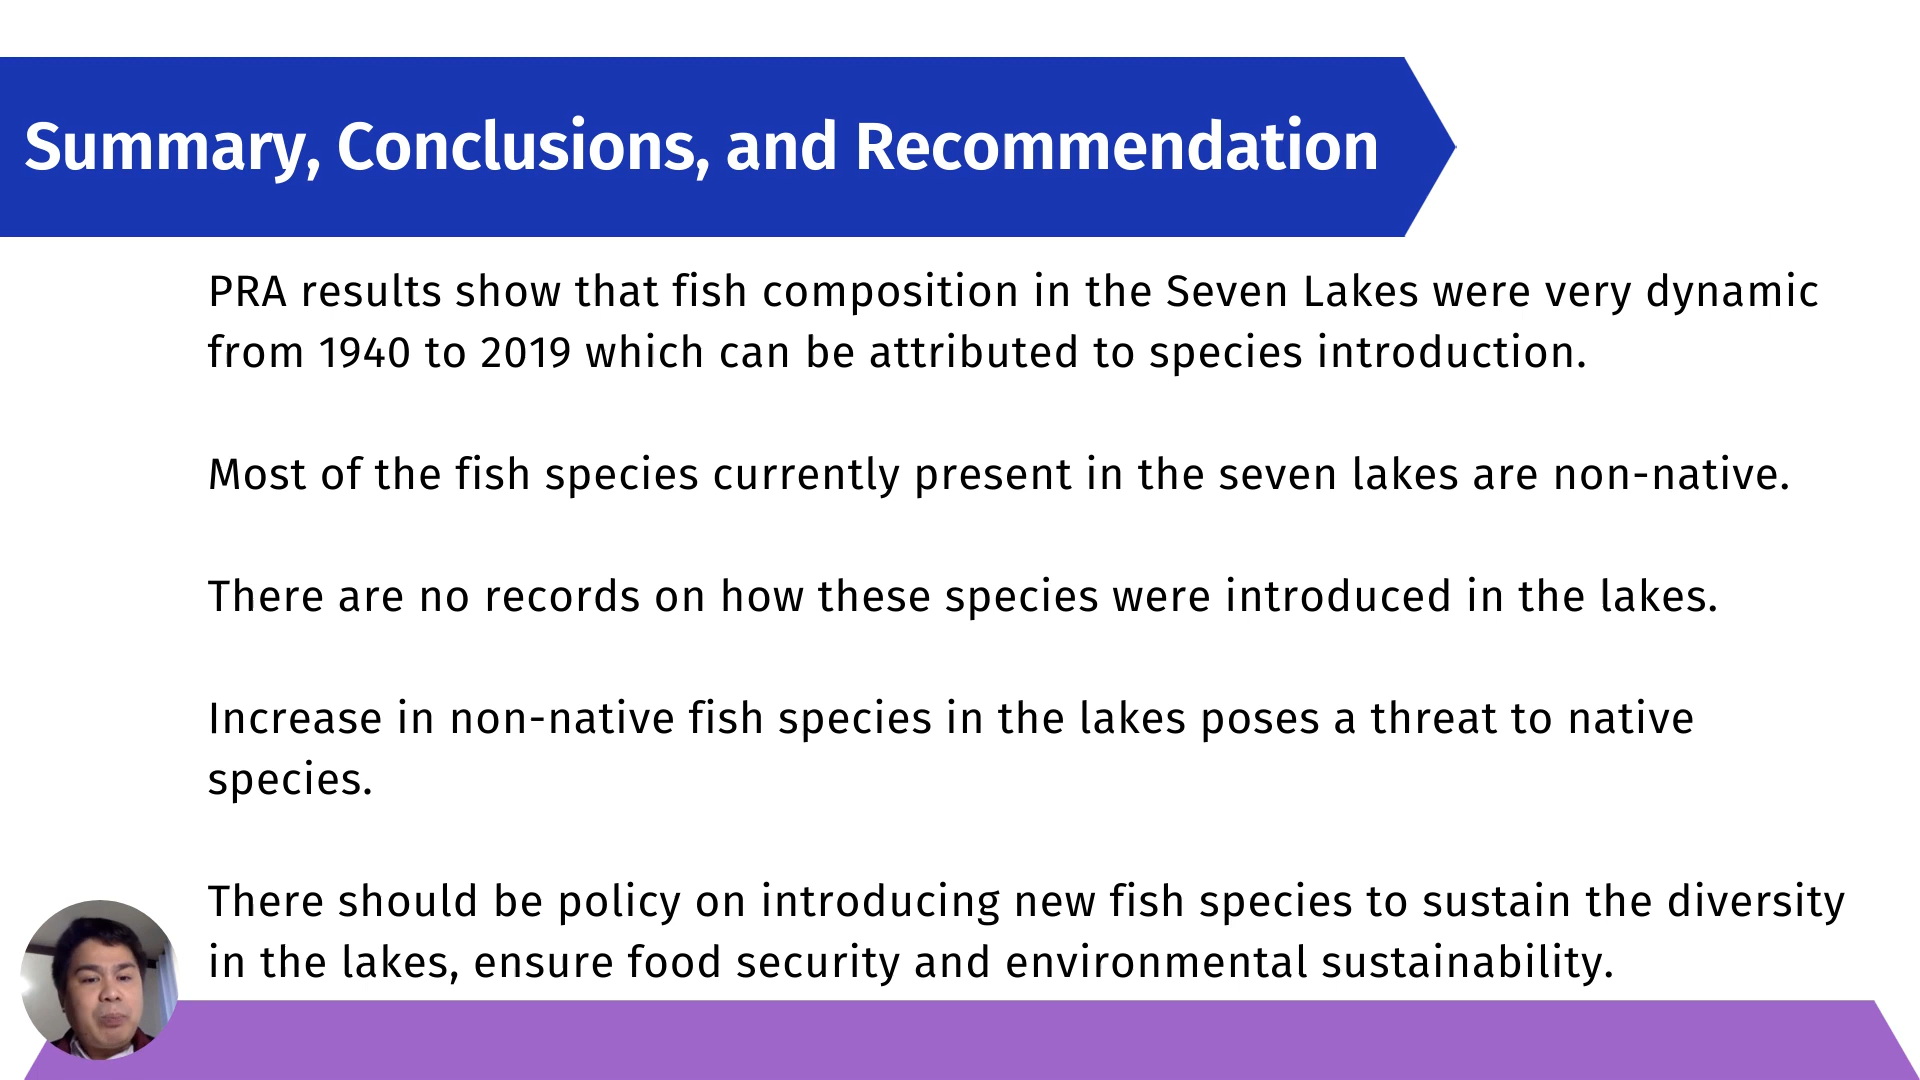 Summary, Conclusions, and Recommendation
PRA results show that fish composition in the Seven Lakes were very dynamic
from 1940 to 2019 which can be attributed to species introduction.
Most of the fish species currently present in the seven lakes are non-native.
There are no records on how these species were introduced in the lakes.
Increase in non-native fish species in the lakes poses a threat to native
species.
There should be policy on introducing new fish species to sustain the diversity
in the lakes, ensure food security and environmental sustainability.